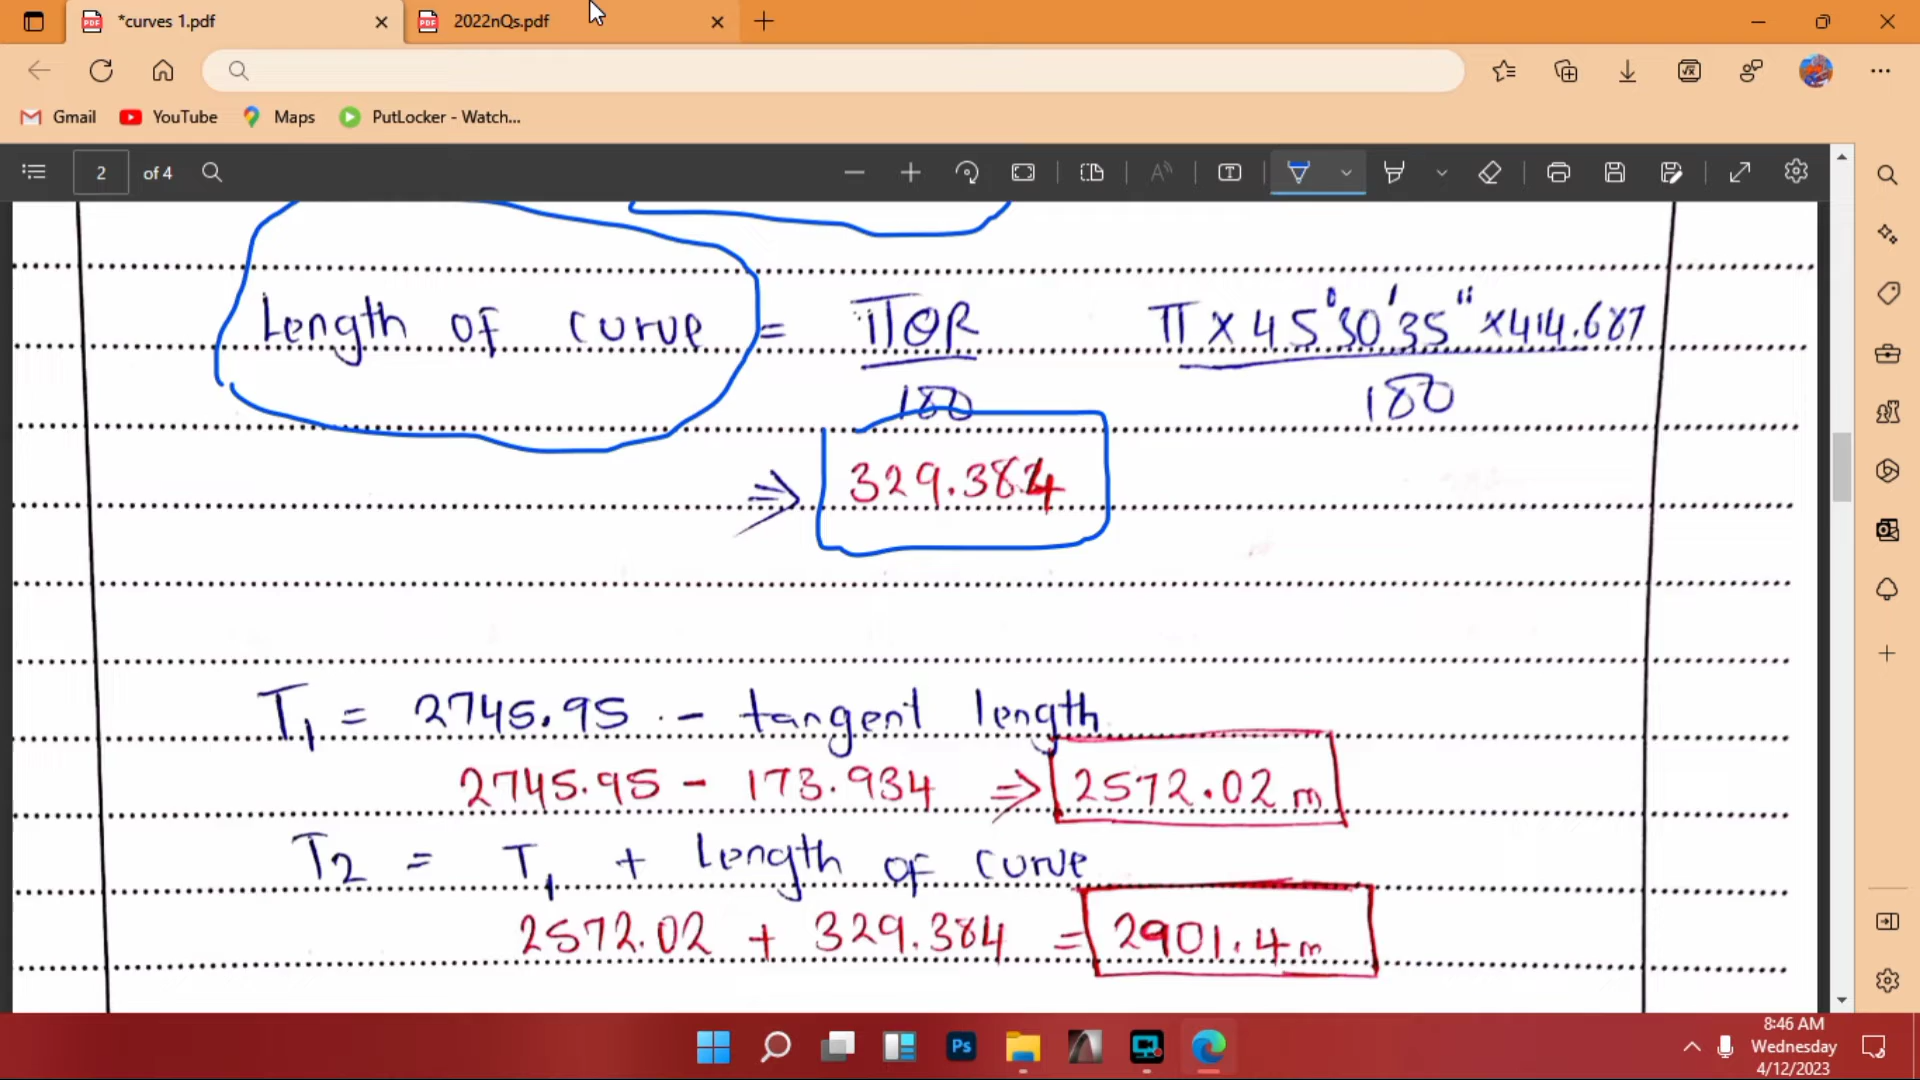 *curves 1.pdf
2022nQs.pdf
Gmail YouTube Maps PutLocker - Watch...
2 of 4
Length of curve = πθR/180 π × 45°30'35" × 414.687/180
⇒ 329.384
T₁ = 2745.95 - tangent length
2745.95 - 173.934 ⇒ 2572.02 m
T2 = T₁ + Length of curve
2572.02 + 329.384 = 2901.4 m
Ps
8:46 AM
Wednesday
4/12/2023